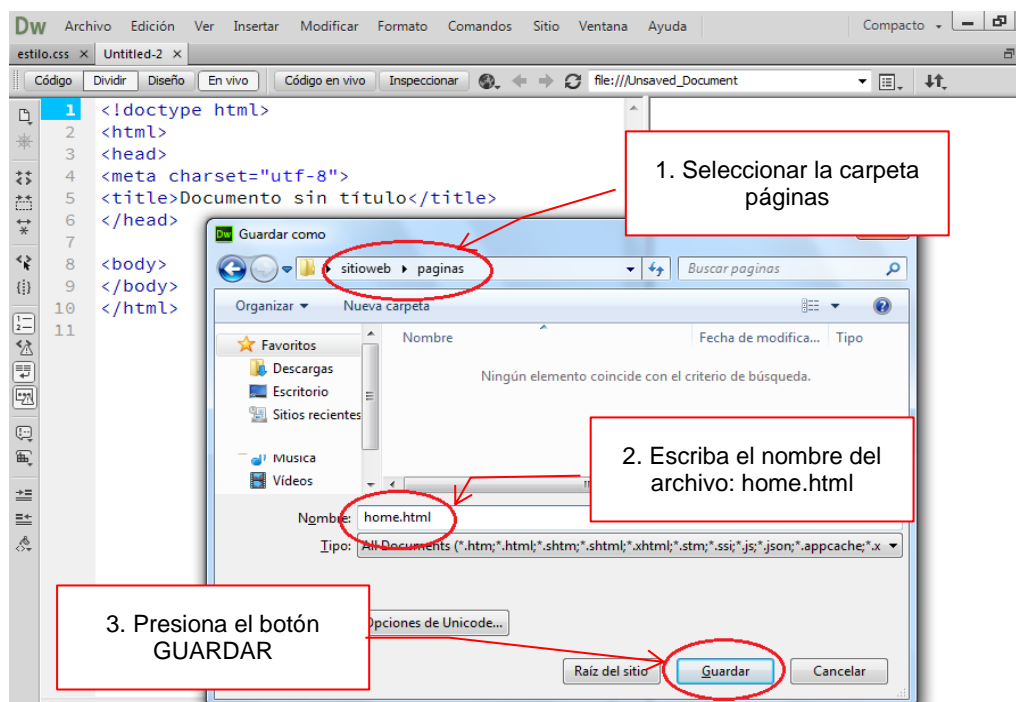 Dw Archivo Edición Ver Insertar Modificar Formato Comandos Sitio Ventana Ayuda Compacto
estilo.css × Untitled-2 ×
Código Dividir Diseño En vivo Código en vivo Inspeccionar file:///Unsaved_Document
1 <!doctype html>
2 <html>
3 <head>
4 <meta charset="utf-8">
5 <title>Documento sin título</title>
6 </head>
7
8 <body>
9 </body>
10 </html>
11
1. Seleccionar la carpeta
páginas
Dw Guardar como
sitioweb paginas Buscar paginas
Organizar Nueva carpeta
Favoritos
Descargas
Escritorio
Sitios recientes
Música
Vídeos
Nombre Fecha de modifica... Tipo
Ningún elemento coincide con el criterio de búsqueda.
2. Escriba el nombre del
archivo: home.html
Nombre: home.html
Tipo: All Documents (*.htm;*.html;*.shtm;*.shtml;*.xhtml;*.stm;*.ssi;*.js;*.json;*.appcache;*.x
3. Presiona el botón
GUARDAR
Opciones de Unicode...
Raíz del sitio Guardar Cancelar